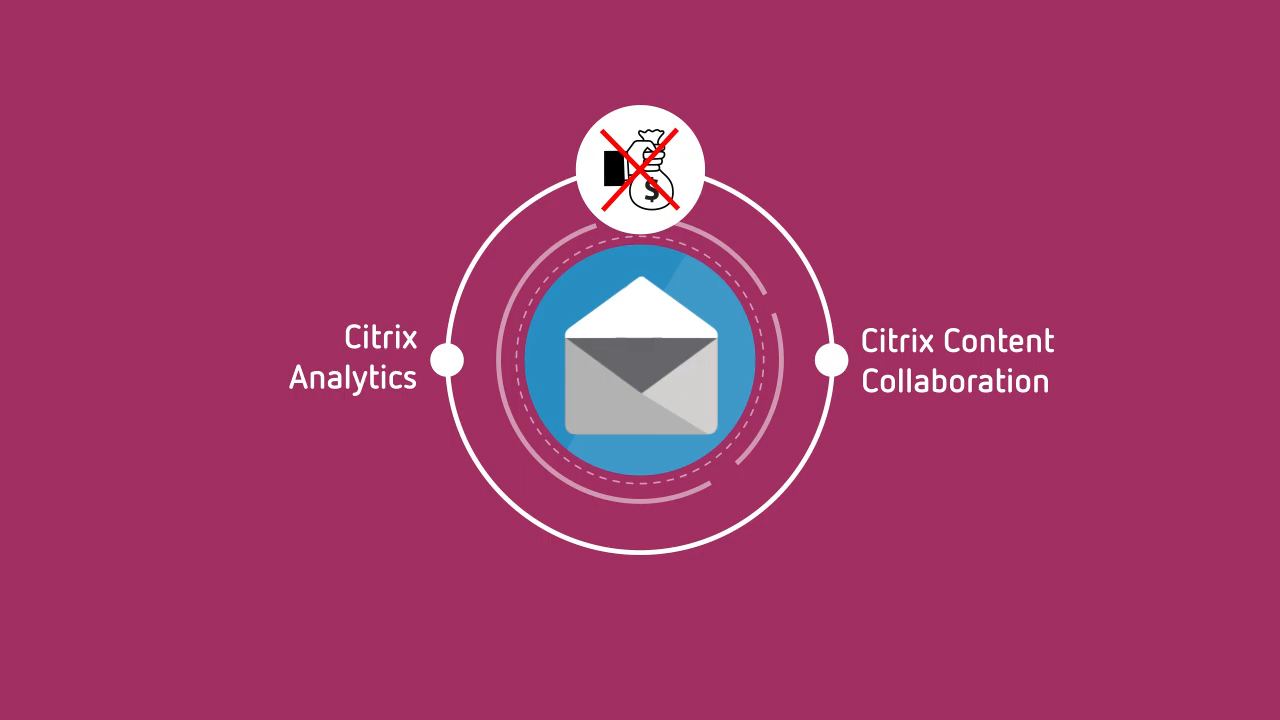 $
Citrix
Analytics
Citrix Content
Collaboration